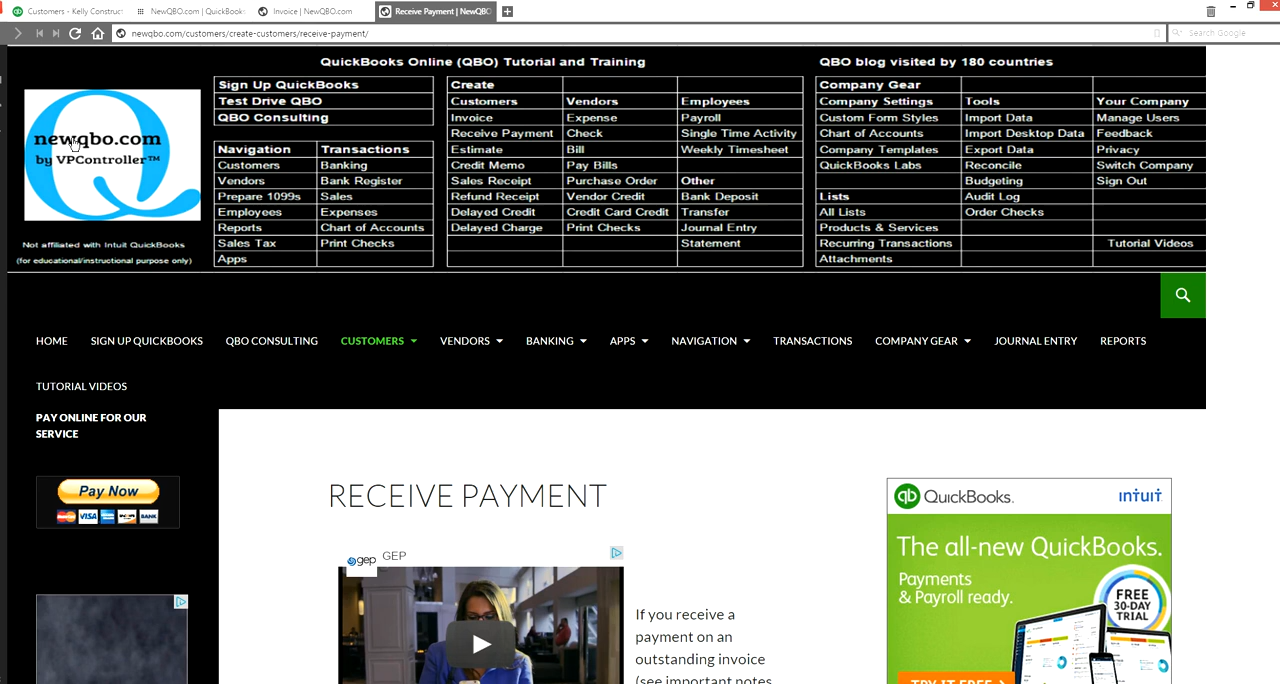 Customers - Kelly Construct
NewQBO.com | QuickBooks
Invoice | NewQBO.com
Receive Payment | NewQBO
newqbo.com/customers/create-customers/receive-payment/
Search Google
QuickBooks Online (QBO) Tutorial and Training
QBO blog visited by 180 countries
newqbo.com
by VPController™
Not affiliated with Intuit QuickBooks
(for educational/instructional purpose only)
Sign Up QuickBooks
Test Drive QBO
QBO Consulting
Navigation Transactions
Customers Banking
Vendors Bank Register
Prepare 1099s Sales
Employees Expenses
Reports Chart of Accounts
Sales Tax Print Checks
Apps
Create
Customers Vendors Employees
Invoice Expense Payroll
Receive Payment Check Single Time Activity
Estimate Bill Weekly Timesheet
Credit Memo Pay Bills
Sales Receipt Purchase Order Other
Refund Receipt Vendor Credit Bank Deposit
Delayed Credit Credit Card Credit Transfer
Delayed Charge Print Checks Journal Entry
Statement
Company Gear
Company Settings Tools Your Company
Custom Form Styles Import Data Manage Users
Chart of Accounts Import Desktop Data Feedback
Company Templates Export Data Privacy
QuickBooks Labs Reconcile Switch Company
Budgeting Sign Out
Lists Audit Log
All Lists Order Checks
Products & Services
Recurring Transactions Tutorial Videos
Attachments
HOME SIGN UP QUICKBOOKS QBO CONSULTING CUSTOMERS VENDORS BANKING APPS NAVIGATION TRANSACTIONS COMPANY GEAR JOURNAL ENTRY REPORTS
TUTORIAL VIDEOS
PAY ONLINE FOR OUR
SERVICE
Pay Now
VISA
BANK
RECEIVE PAYMENT
gep GEP
If you receive a
payment on an
outstanding invoice
(see important notes
qb QuickBooks. intuit
The all-new QuickBooks.
Payments
& Payroll ready.
FREE
30-DAY
TRIAL
TRY IT FREE